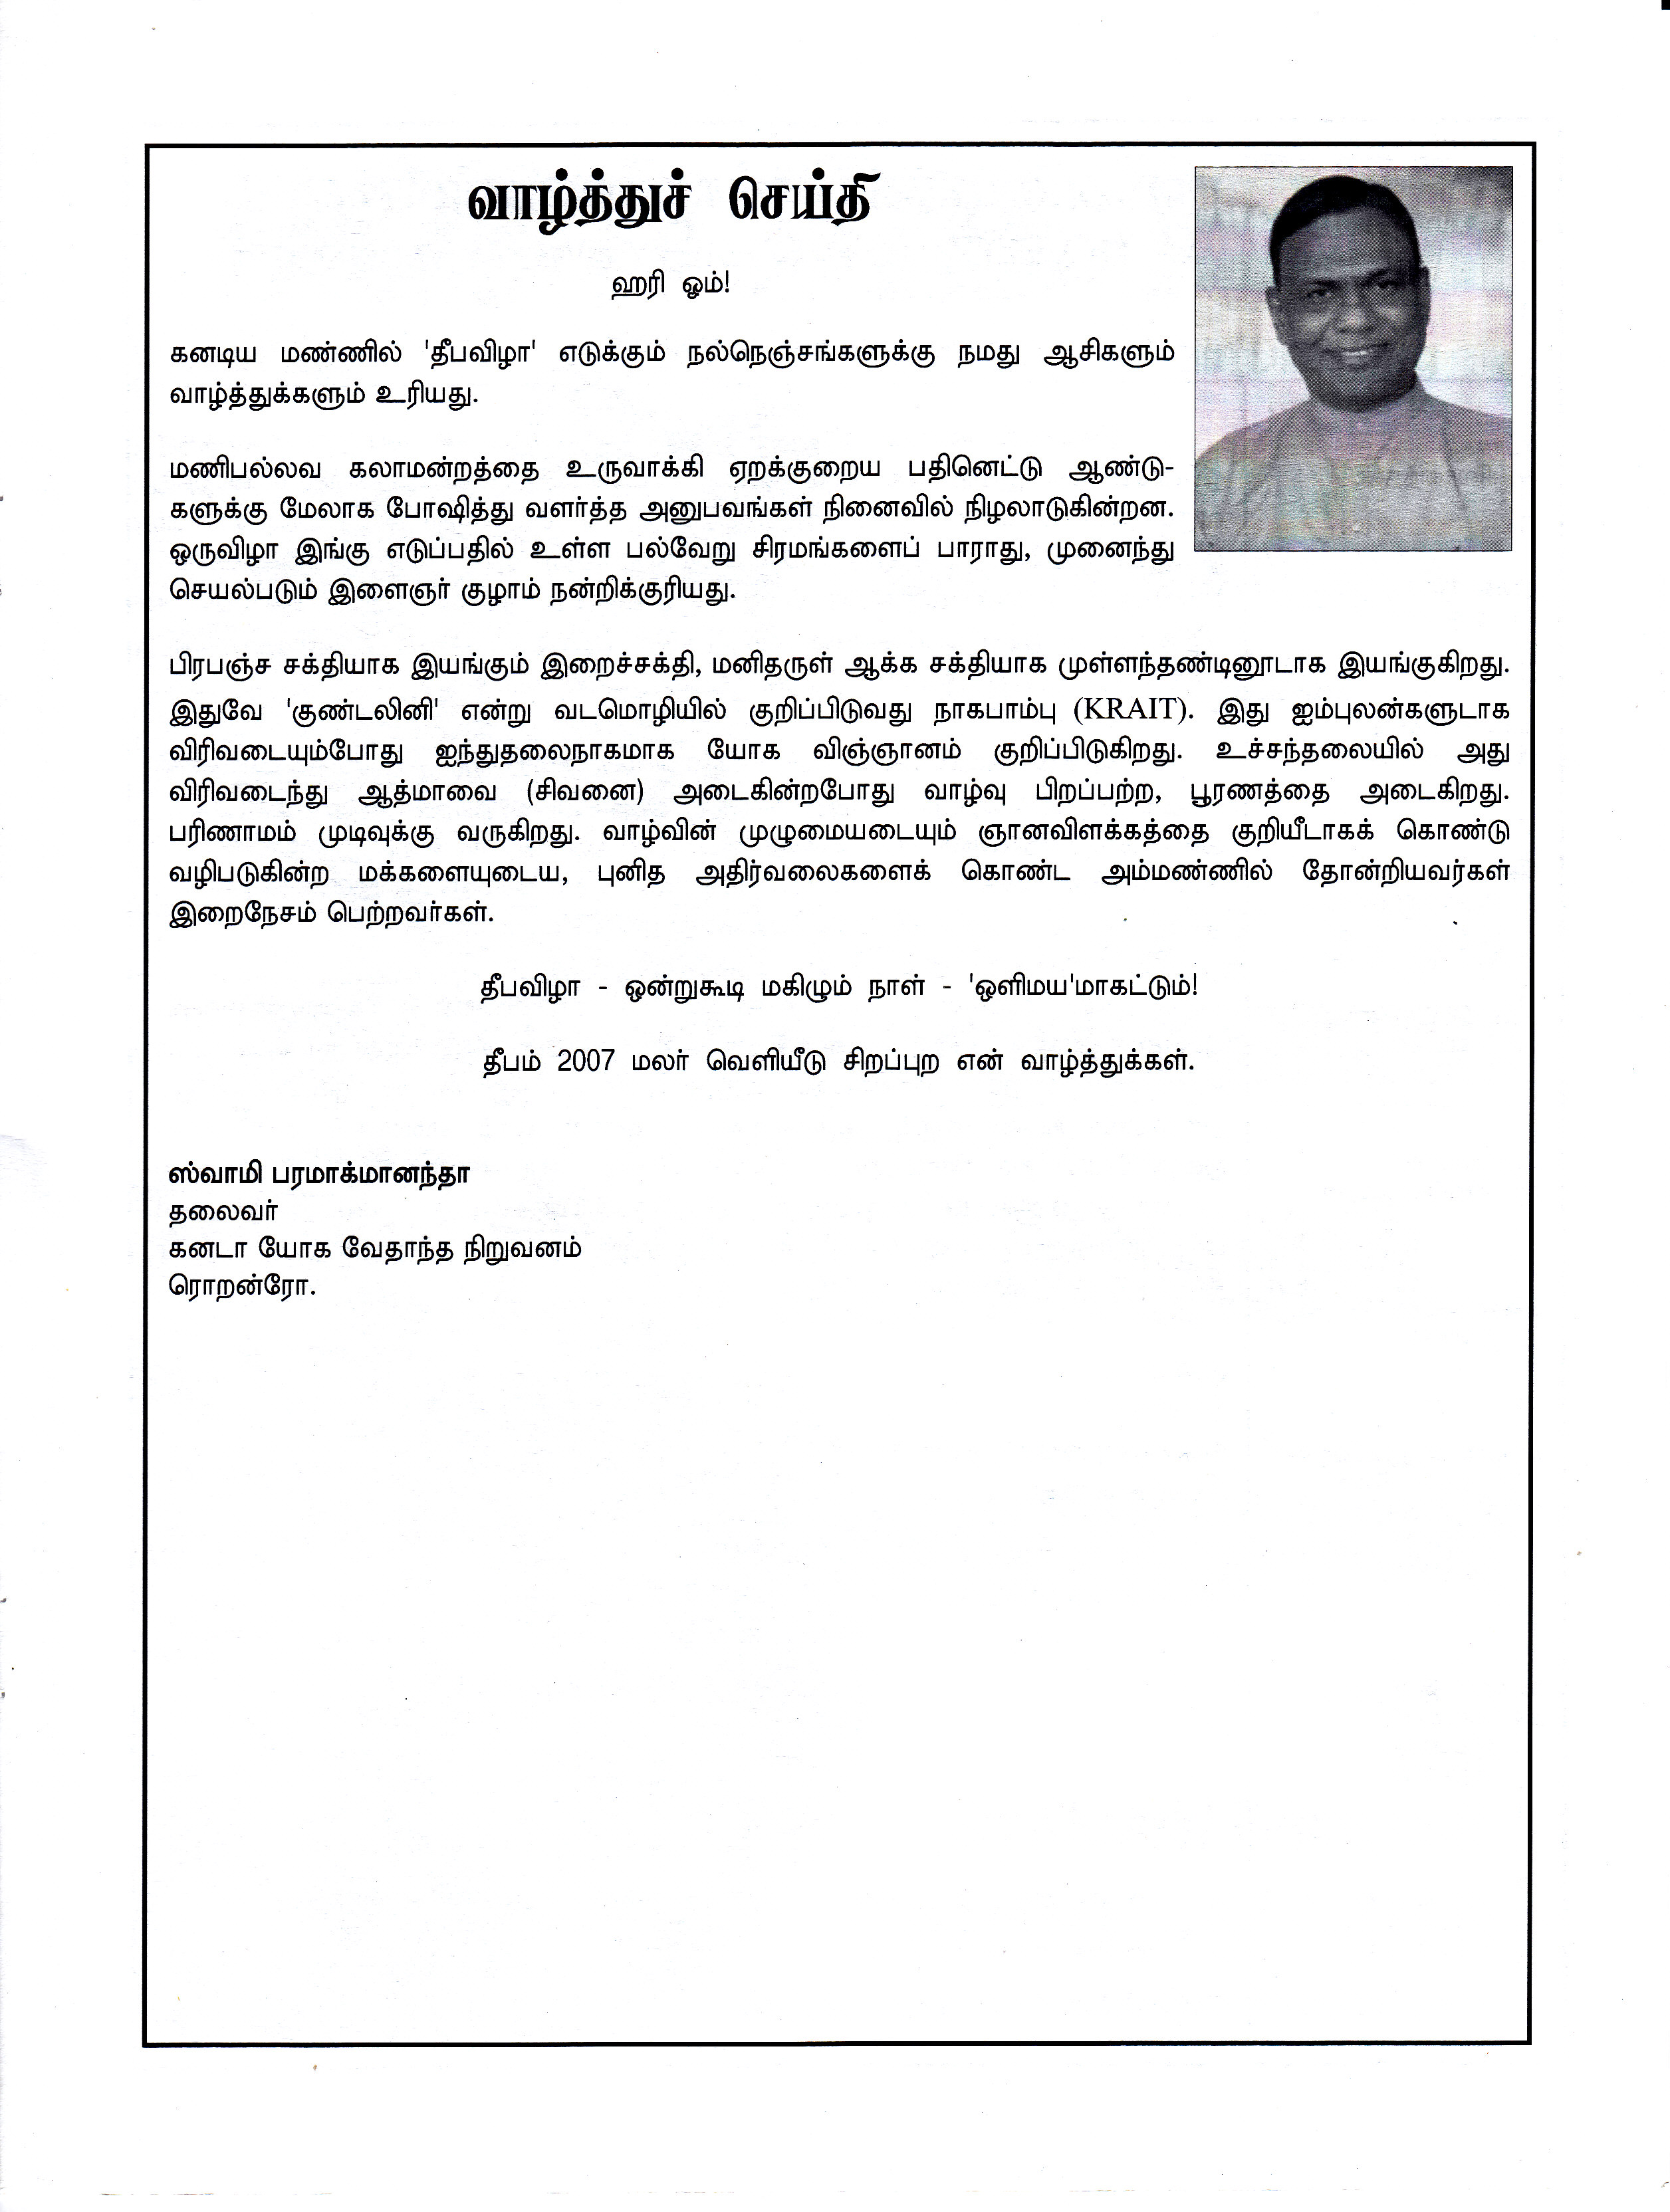 வாழ்த்துச் செய்தி
ஹரி ஓம்!
கனடிய மண்ணில் 'தீபவிழா' எடுக்கும் நல்நெஞ்சங்களுக்கு நமது ஆசிகளும்
வாழ்த்துக்களும் உரியது.
மணிபல்லவ கலாமன்றத்தை உருவாக்கி ஏறக்குறைய பதினெட்டு ஆண்டு-
களுக்கு மேலாக போஷித்து வளர்த்த அனுபவங்கள் நினைவில் நிழலாடுகின்றன.
ஒருவிழா இங்கு எடுப்பதில் உள்ள பல்வேறு சிரமங்களைப் பாராது, முனைந்து
செயல்படும் இளைஞர் குழாம் நன்றிக்குரியது.
பிரபஞ்ச சக்தியாக இயங்கும் இறைச்சக்தி, மனிதருள் ஆக்க சக்தியாக முள்ளந்தண்டினூடாக இயங்குகிறது.
இதுவே 'குண்டலினி' என்று வடமொழியில் குறிப்பிடுவது நாகபாம்பு (KRAIT). இது ஐம்புலன்களுடாக
விரிவடையும்போது ஐந்துதலைநாகமாக யோக விஞ்ஞானம் குறிப்பிடுகிறது. உச்சந்தலையில் அது
விரிவடைந்து ஆத்மாவை (சிவனை) அடைகின்றபோது வாழ்வு பிறப்பற்ற, பூரணத்தை அடைகிறது.
பரிணாமம் முடிவுக்கு வருகிறது. வாழ்வின் முழுமையடையும் ஞானவிளக்கத்தை குறியீடாகக் கொண்டு
வழிபடுகின்ற மக்களையுடைய, புனித அதிர்வலைகளைக் கொண்ட அம்மண்ணில் தோன்றியவர்கள்
இறைநேசம் பெற்றவர்கள்.
தீபவிழா - ஒன்றுகூடி மகிழும் நாள் - 'ஒளிமய'மாகட்டும்!
தீபம் 2007 மலர் வெளியீடு சிறப்புற என் வாழ்த்துக்கள்.
ஸ்வாமி பரமாக்மானந்தா
தலைவர்
கனடா யோக வேதாந்த நிறுவனம்
ரொறன்ரோ.